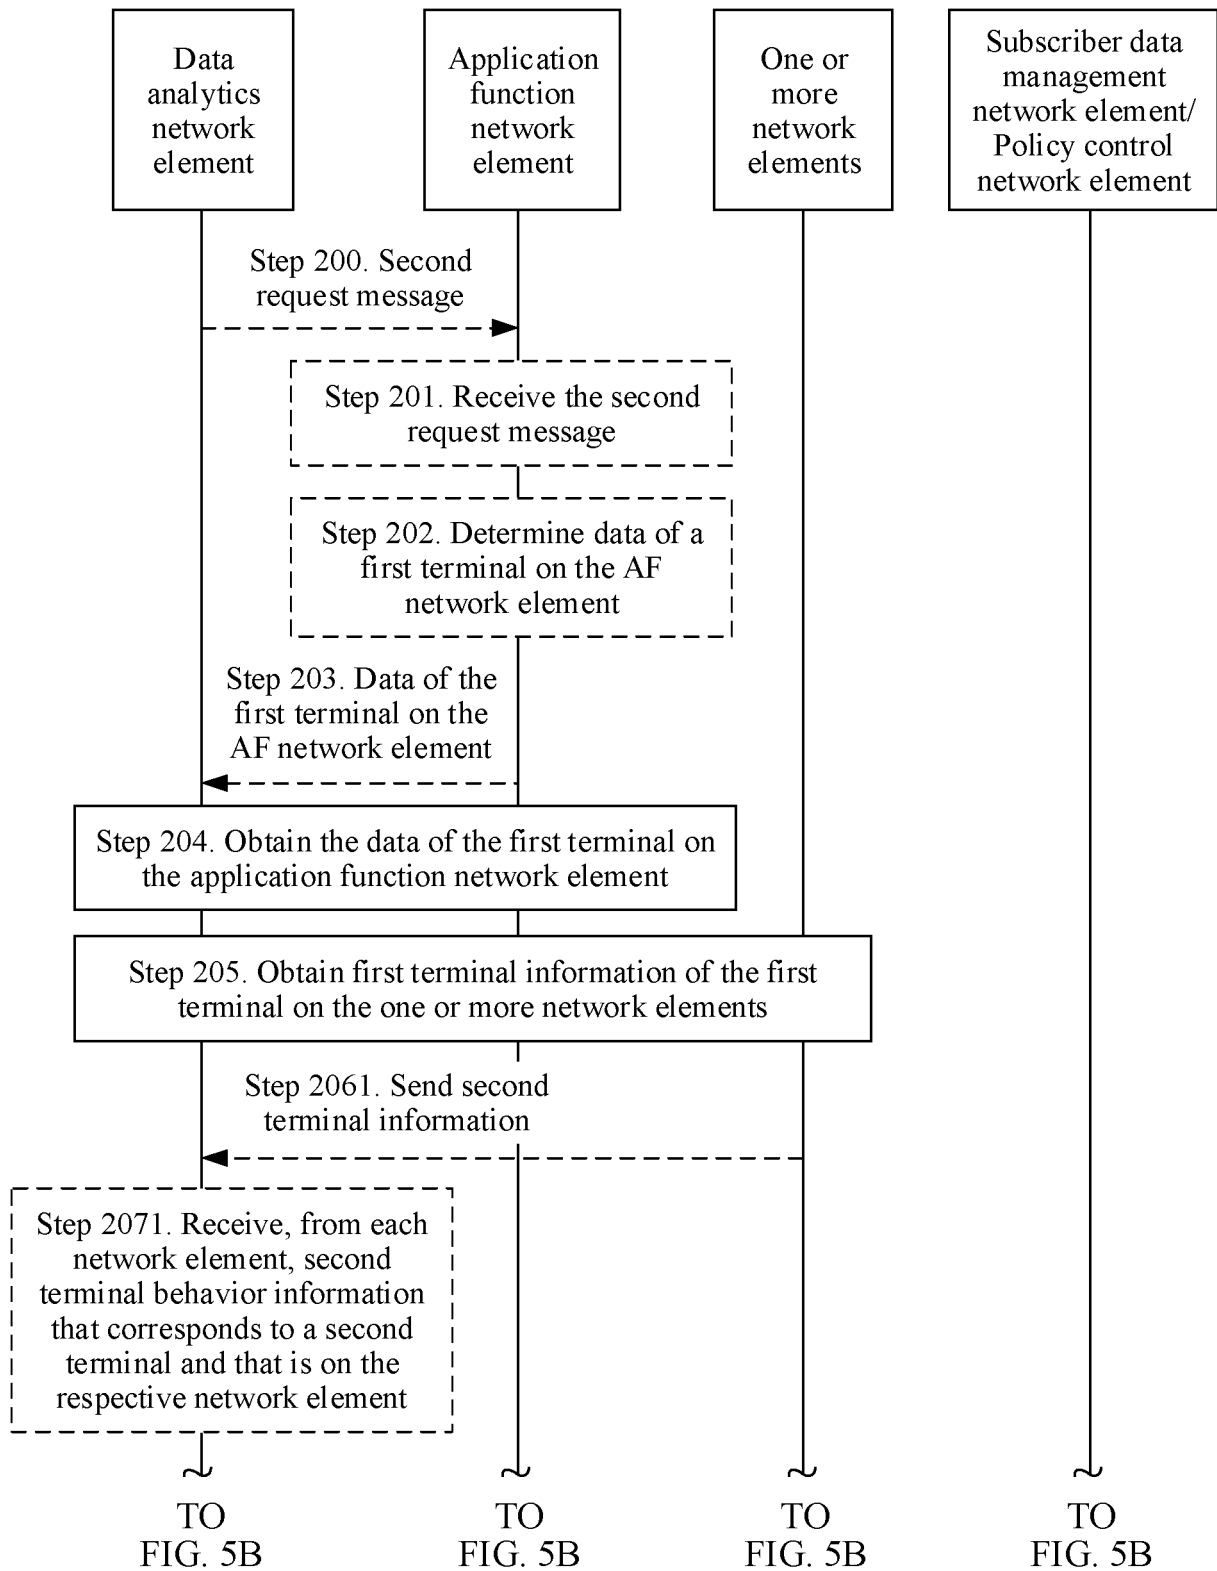 Data
analytics
network
element
Application
function
network
element
One or
more
network
elements
Subscriber data
management
network element/
Policy control
network element
Step 200. Second
request message
Step 201. Receive the second
request message
Step 202. Determine data of a
first terminal on the AF
network element
Step 203. Data of the
first terminal on the
AF network element
Step 204. Obtain the data of the first terminal on
the application function network element
Step 205. Obtain first terminal information of the first
terminal on the one or more network elements
Step 2061. Send second
terminal information
Step 2071. Receive, from each
network element, second
terminal behavior information
that corresponds to a second
terminal and that is on the
respective network element
TO
FIG. 5B
TO
FIG. 5B
TO
FIG. 5B
TO
FIG. 5B